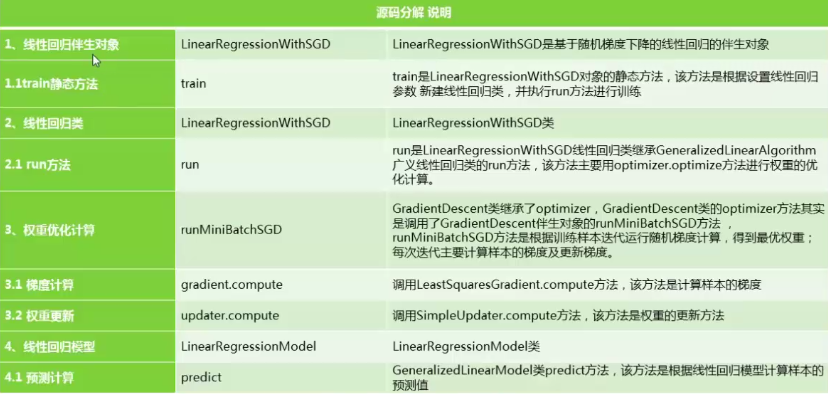 源码分解 说明
1、线性回归伴生对象 LinearRegressionWithSGD LinearRegressionWithSGD是基于随机梯度下降的线性回归的伴生对象
1.1train静态方法 train train是LinearRegressionWithSGD对象的静态方法，该方法是根据设置线性回归
参数 新建线性回归类，并执行run方法进行训练
2、线性回归类 LinearRegressionWithSGD LinearRegressionWithSGD类
2.1 run方法 run run是LinearRegressionWithSGD线性回归类继承GeneralizedLinearAlgorithm
广义线性回归类的run方法，该方法主要用optimizer.optimize方法进行权重的优
化计算。
3、权重优化计算 runMiniBatchSGD GradientDescent类继承了optimizer，GradientDescent类的optimizer方法其实
是调用了GradientDescent伴生对象的runMiniBatchSGD方法 ，
runMiniBatchSGD方法是根据训练样本迭代运行随机梯度计算，得到最优权重；
每次迭代主要计算样本的梯度及更新梯度。
3.1 梯度计算 gradient.compute 调用LeastSquaresGradient.compute方法，该方法是计算样本的梯度
3.2 权重更新 updater.compute 调用SimpleUpdater.compute方法，该方法是权重的更新方法
4、线性回归模型 LinearRegressionModel LinearRegressionModel类
4.1 预测计算 predict GeneralizedLinearModel类predict方法，该方法是根据线性回归模型计算样本的
预测值